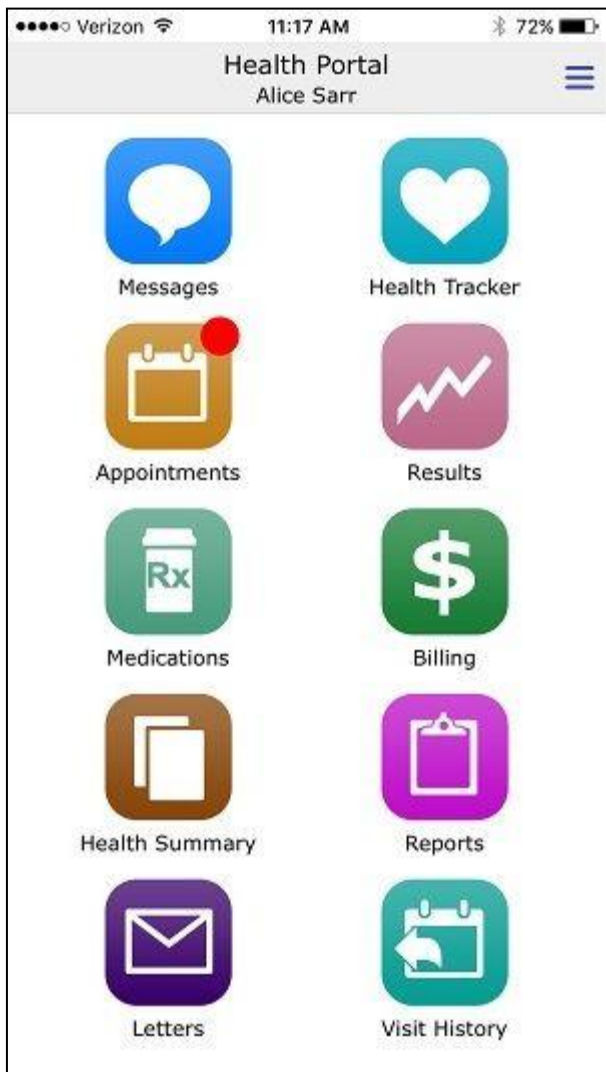 Verizon 11:17 AM 72%
Health Portal
Alice Sarr
Messages Health Tracker
Appointments Results
Rx $
Medications Billing
Health Summary Reports
Letters Visit History